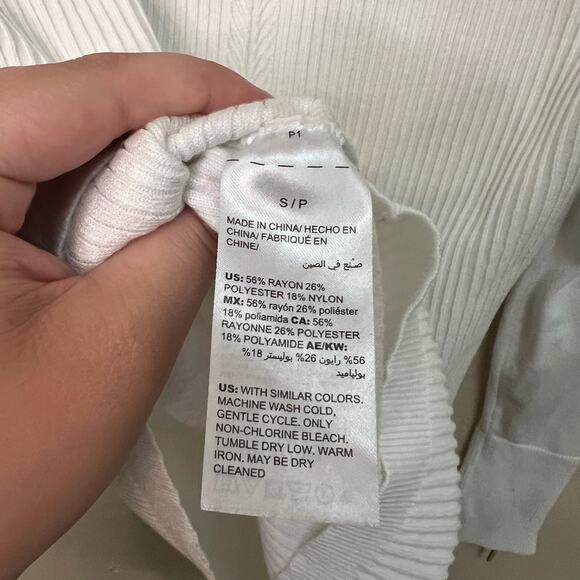 P1
S / P
MADE IN CHINA/ HECHO EN
CHINA/ FABRIQUÉ EN
CHINE/
صنع في الصين
US: 56% RAYON 26%
POLYESTER 18% NYLON
MX: 56% rayón 26% poliéster
18% poliamida CA: 56%
RAYONNE 26% POLYESTER
18% POLYAMIDE AE/KW:
56% رايون 26% بوليستر 18%
بولياميد
US: WITH SIMILAR COLORS.
MACHINE WASH COLD,
GENTLE CYCLE. ONLY
NON-CHLORINE BLEACH.
TUMBLE DRY LOW. WARM
IRON. MAY BE DRY
CLEANED